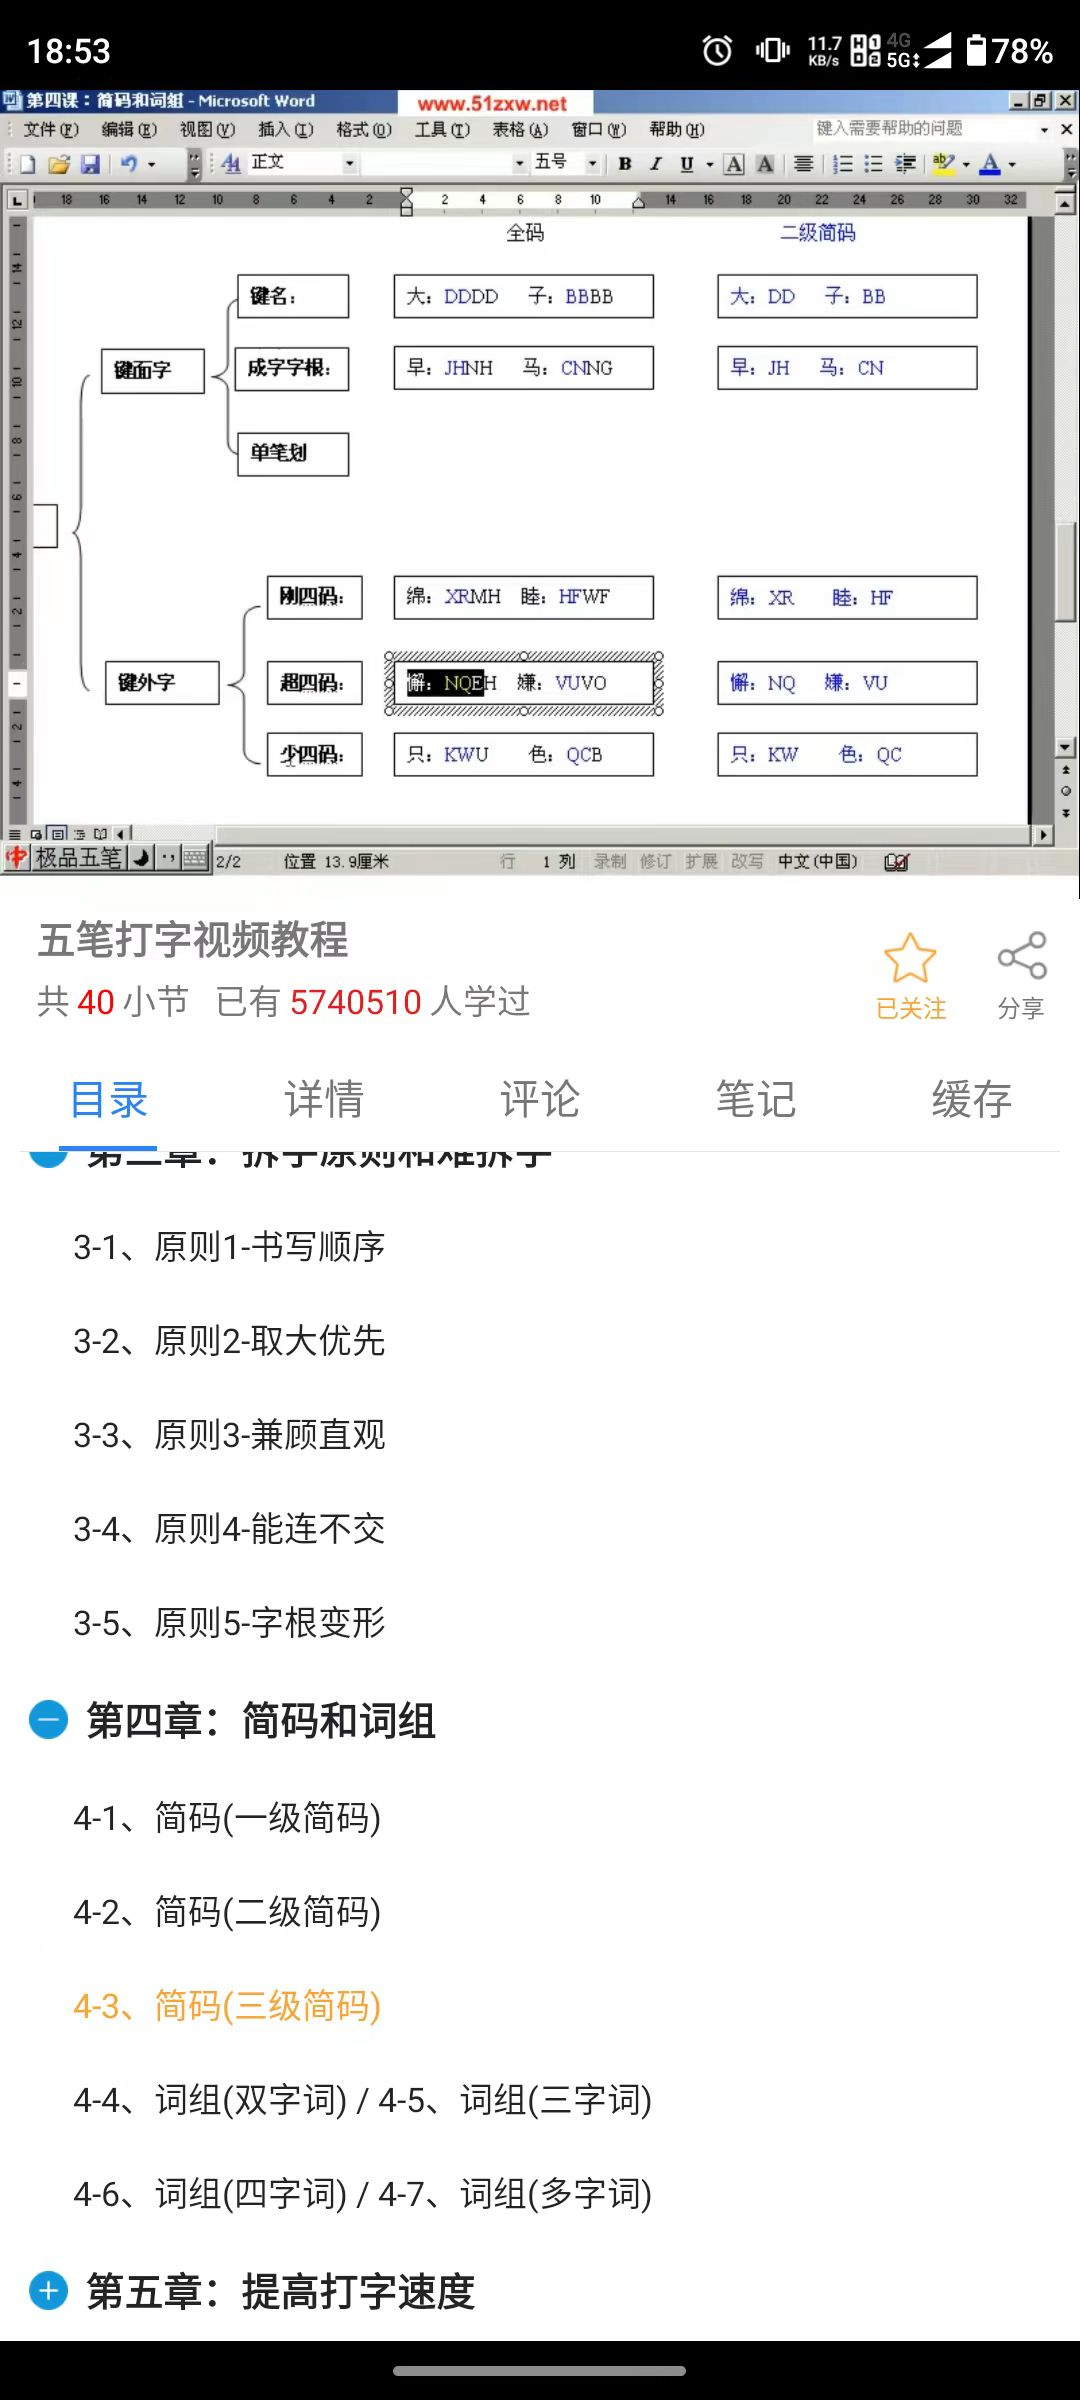 18:53
11.7 KB/s 4G 5G 78%
第四课：简码和词组 - Microsoft Word www.51zxw.net
文件(F) 编辑(E) 视图(V) 插入(I) 格式(O) 工具(T) 表格(A) 窗口(W) 帮助(H) 键入需要帮助的问题
正文 五号 B I U A A A
18 16 14 12 10 8 6 4 2 2 4 6 8 10 14 16 18 20 22 24 26 28 30 32
全码 二级简码
键名： 大：DDDD 子：BBBB 大：DD 子：BB
键面字 成字字根： 早：JHNH 马：CNNG 早：JH 马：CN
单笔划
刚四码： 绵：XRMH 睦：HFWF 绵：XR 睦：HF
键外字 超四码： 懈：NQEH 嫌：VUVO 懈：NQ 嫌：VU
少四码： 只：KWU 色：QCB 只：KW 色：QC
极品五笔 2/2 位置 13.9厘米 行 1 列 录制 修订 扩展 改写 中文(中国)
五笔打字视频教程
共 40 小节 已有 5740510 人学过
已关注 分享
目录 详情 评论 笔记 缓存
第三章：拆字原则和难拆字
3-1、原则1-书写顺序
3-2、原则2-取大优先
3-3、原则3-兼顾直观
3-4、原则4-能连不交
3-5、原则5-字根变形
第四章：简码和词组
4-1、简码(一级简码)
4-2、简码(二级简码)
4-3、简码(三级简码)
4-4、词组(双字词) / 4-5、词组(三字词)
4-6、词组(四字词) / 4-7、词组(多字词)
第五章：提高打字速度